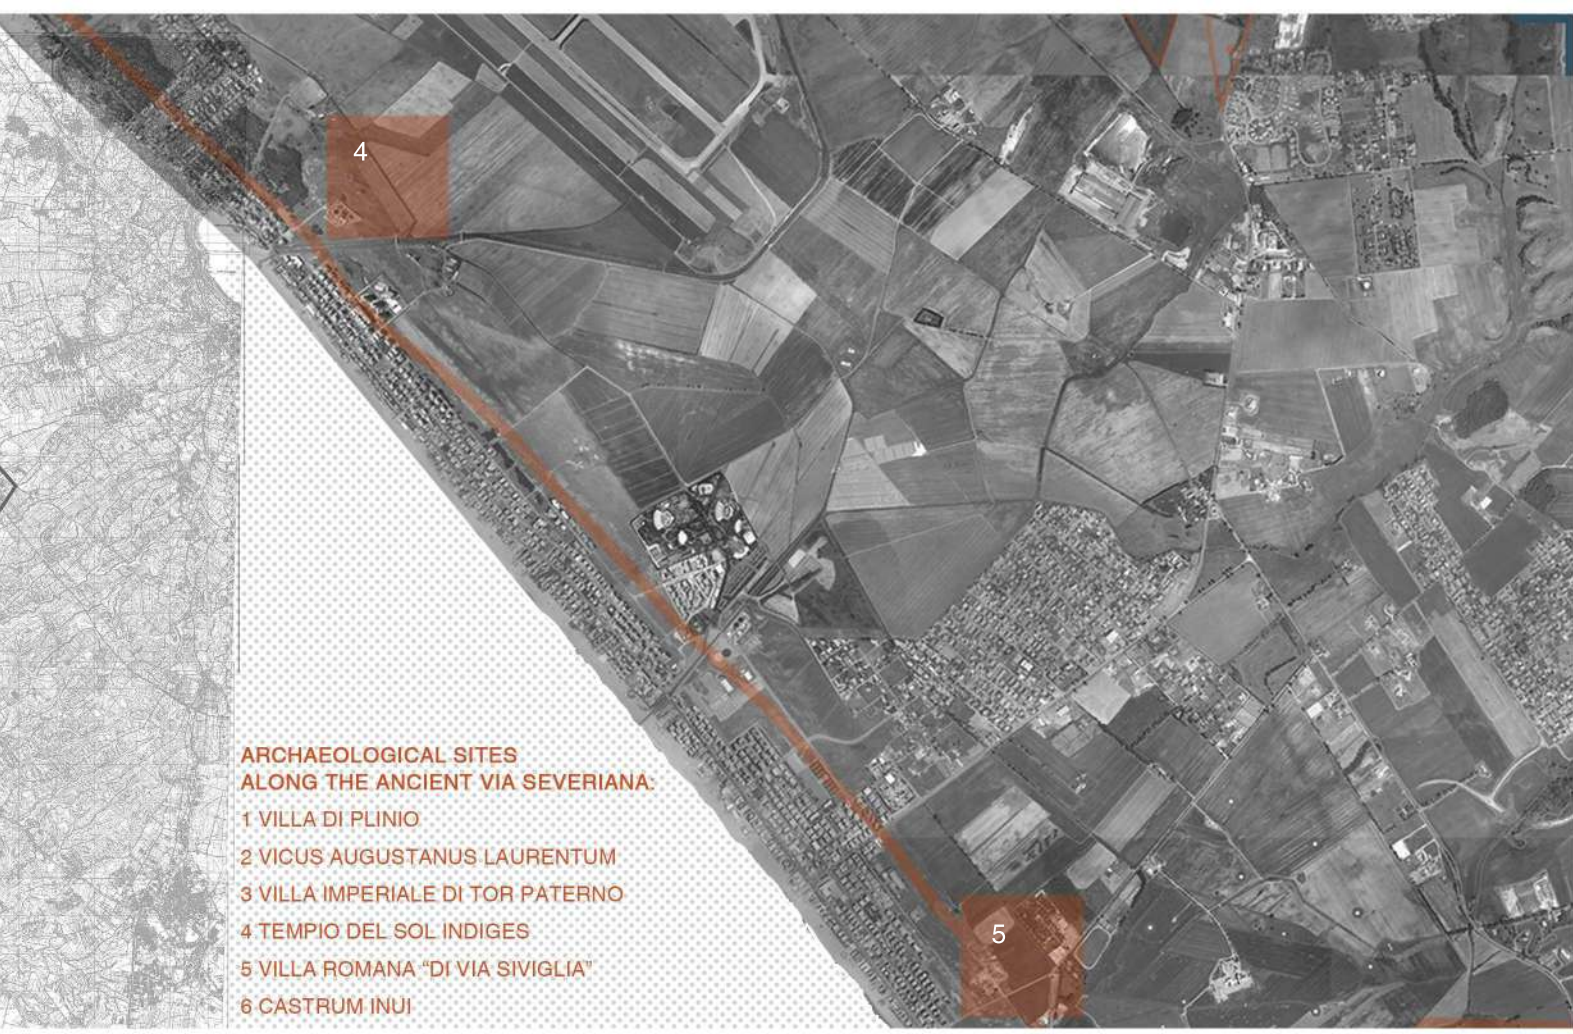 4
5
ARCHAEOLOGICAL SITES
ALONG THE ANCIENT VIA SEVERIANA:
1 VILLA DI PLINIO
2 VICUS AUGUSTANUS LAURENTUM
3 VILLA IMPERIALE DI TOR PATERNO
4 TEMPIO DEL SOL INDIGES
5 VILLA ROMANA “DI VIA SIVIGLIA”
6 CASTRUM INUI